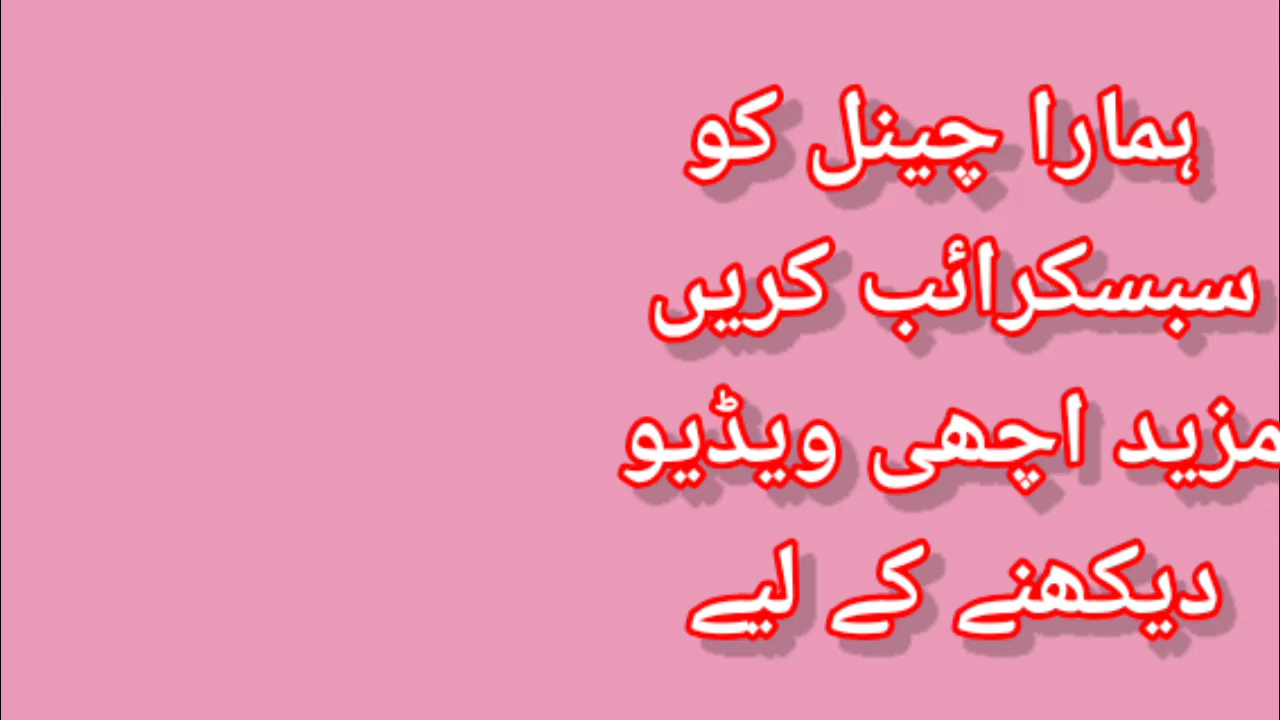 ہمارا چینل کو
سبسکرائب کریں
مزید اچھی ویڈیو
دیکھنے کے لیے